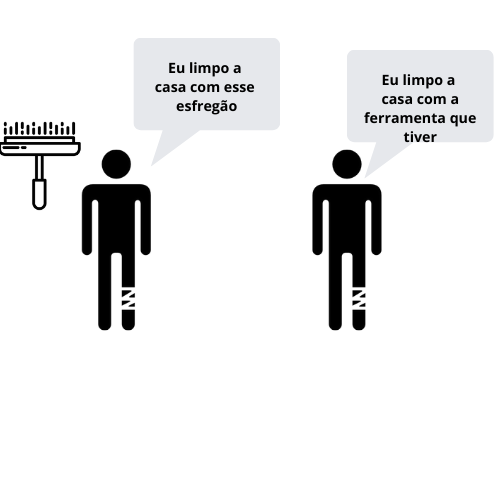 Eu limpo a
casa com esse
esfregão
Eu limpo a
casa com a
ferramenta que
tiver